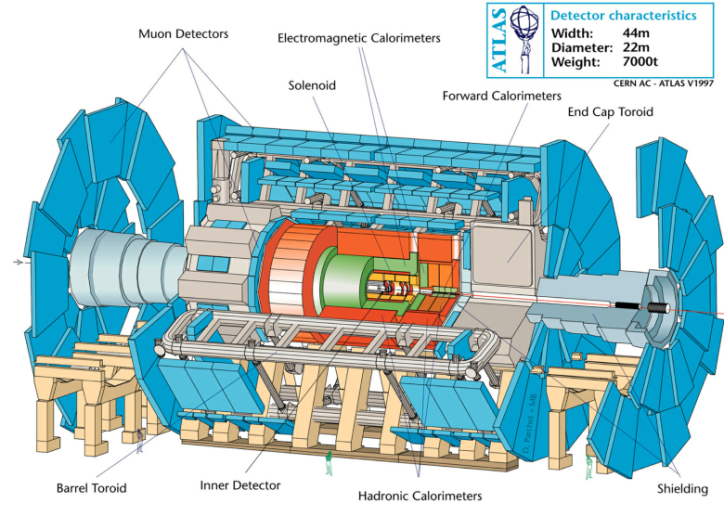 ATLAS
Detector characteristics
Width: 44m
Diameter: 22m
Weight: 7000t
CERN AC - ATLAS V1997
Muon Detectors
Electromagnetic Calorimeters
Solenoid
Forward Calorimeters
End Cap Toroid
Barrel Toroid
Inner Detector
Hadronic Calorimeters
Shielding